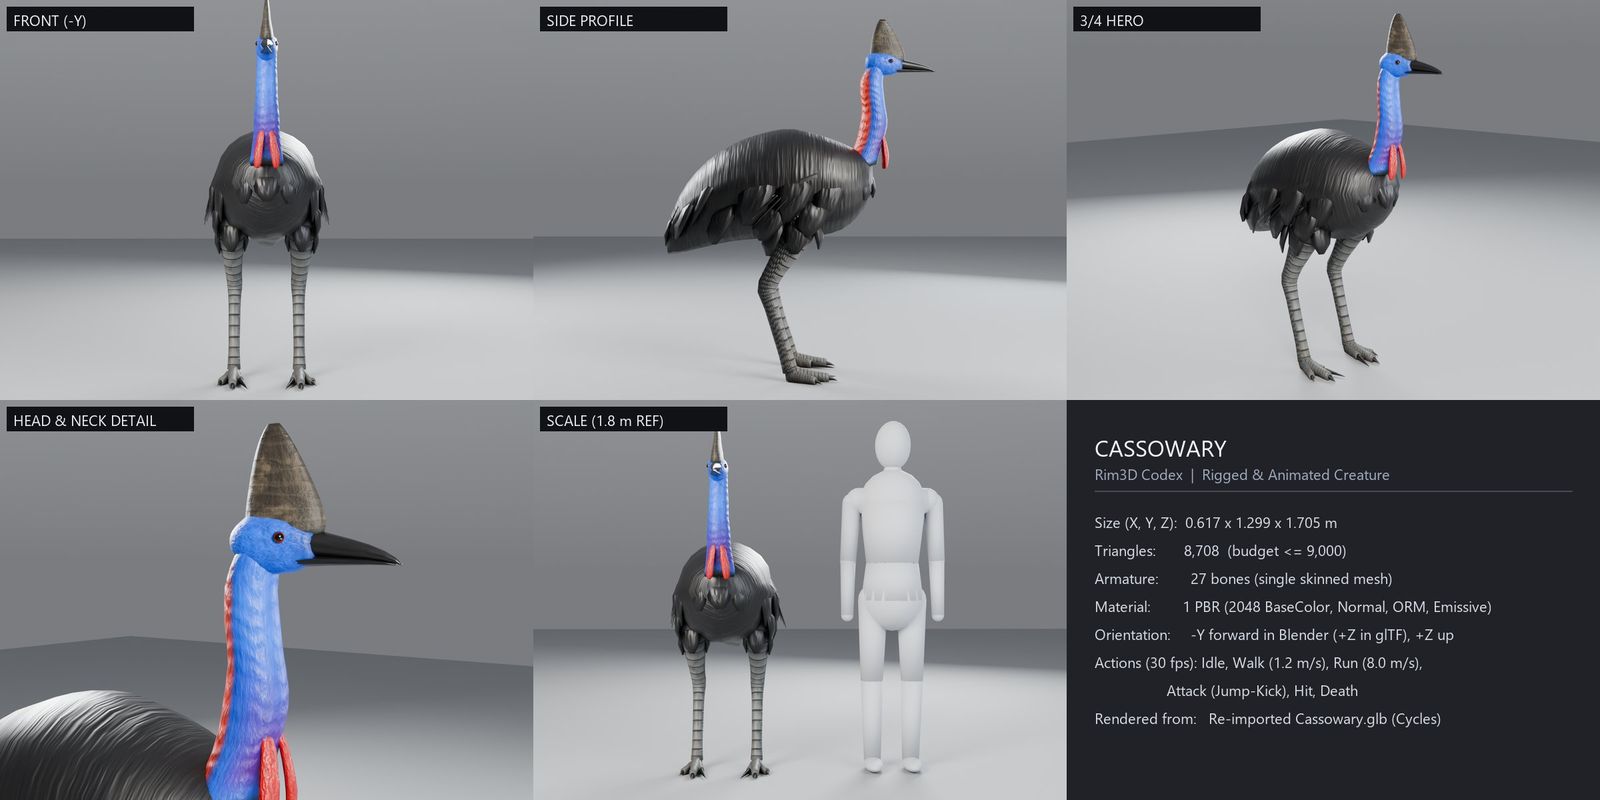 FRONT (-Y)
SIDE PROFILE
3/4 HERO
HEAD & NECK DETAIL
SCALE (1.8 m REF)
CASSOWARY
Rim3D Codex | Rigged & Animated Creature
Size (X, Y, Z): 0.617 x 1.299 x 1.705 m
Triangles: 8,708 (budget <= 9,000)
Armature: 27 bones (single skinned mesh)
Material: 1 PBR (2048 BaseColor, Normal, ORM, Emissive)
Orientation: -Y forward in Blender (+Z in glTF), +Z up
Actions (30 fps): Idle, Walk (1.2 m/s), Run (8.0 m/s),
Attack (Jump-Kick), Hit, Death
Rendered from: Re-imported Cassowary.glb (Cycles)